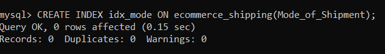 mysql> CREATE INDEX idx_mode ON ecommerce_shipping(Mode_of_Shipment);
Query OK, 0 rows affected (0.15 sec)
Records: 0  Duplicates: 0  Warnings: 0